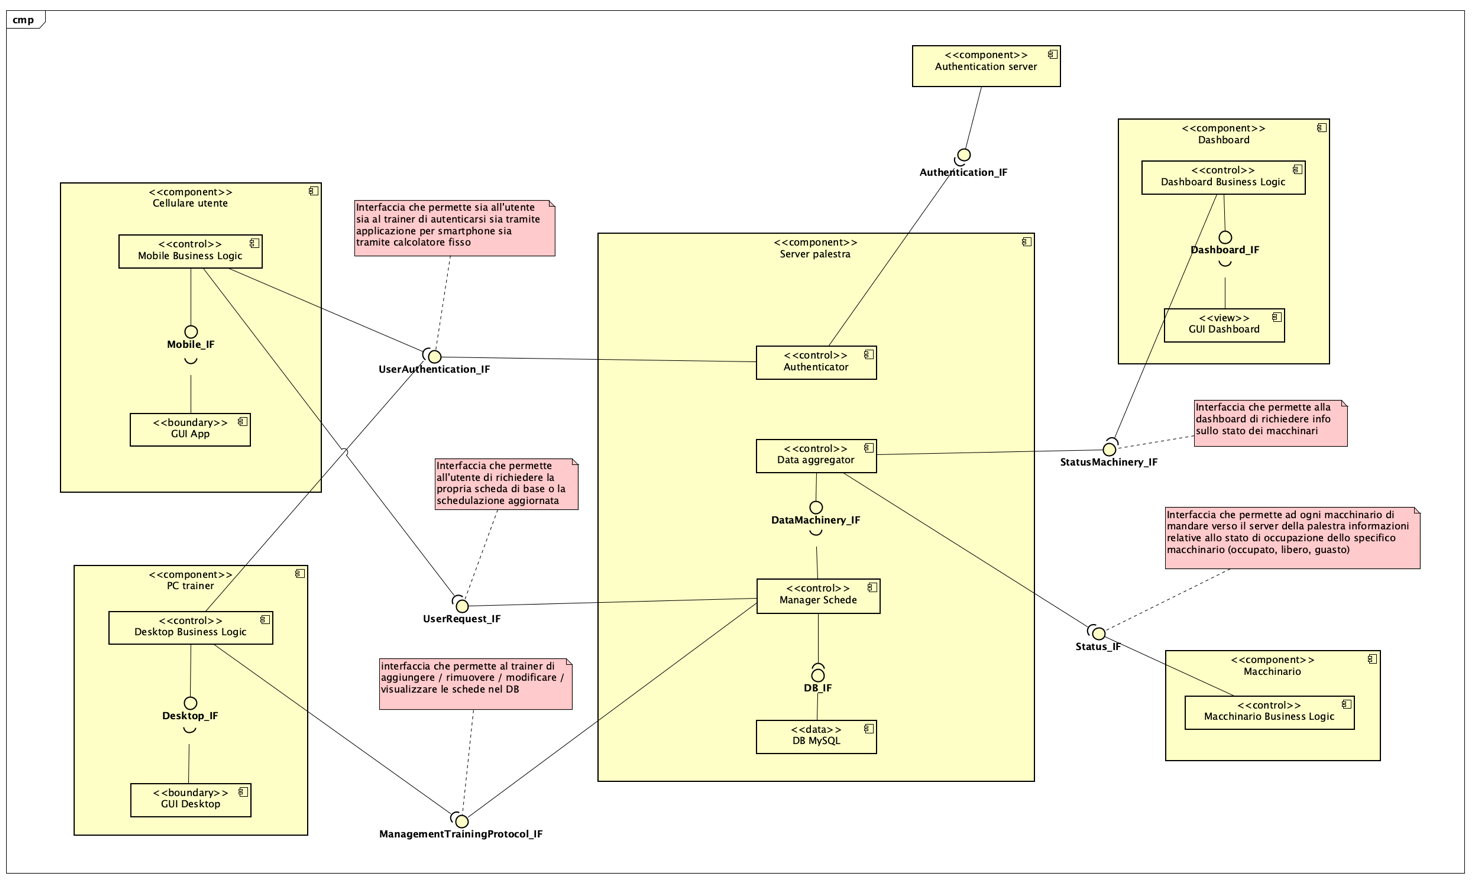 cmp
<<component>>
Authentication server
Authentication_IF
<<component>>
Dashboard
<<control>>
Dashboard Business Logic
Dashboard_IF
<<view>>
GUI Dashboard
<<component>>
Cellulare utente
<<control>>
Mobile Business Logic
Mobile_IF
<<boundary>>
GUI App
Interfaccia che permette sia all'utente
sia al trainer di autenticarsi sia tramite
applicazione per smartphone sia
tramite calcolatore fisso
UserAuthentication_IF
<<component>>
Server palestra
<<control>>
Authenticator
<<control>>
Data aggregator
DataMachinery_IF
<<control>>
Manager Schede
DB_IF
<<data>>
DB MySQL
Interfaccia che permette alla
dashboard di richiedere info
sullo stato dei macchinari
StatusMachinery_IF
Interfaccia che permette
all'utente di richiedere la
propria scheda di base o la
schedulazione aggiornata
UserRequest_IF
Interfaccia che permette ad ogni macchinario di
mandare verso il server della palestra informazioni
relative allo stato di occupazione dello specifico
macchinario (occupato, libero, guasto)
Status_IF
<<component>>
Macchinario
<<control>>
Macchinario Business Logic
<<component>>
PC trainer
<<control>>
Desktop Business Logic
Desktop_IF
<<boundary>>
GUI Desktop
interfaccia che permette al trainer di
aggiungere / rimuovere / modificare /
visualizzare le schede nel DB
ManagementTrainingProtocol_IF